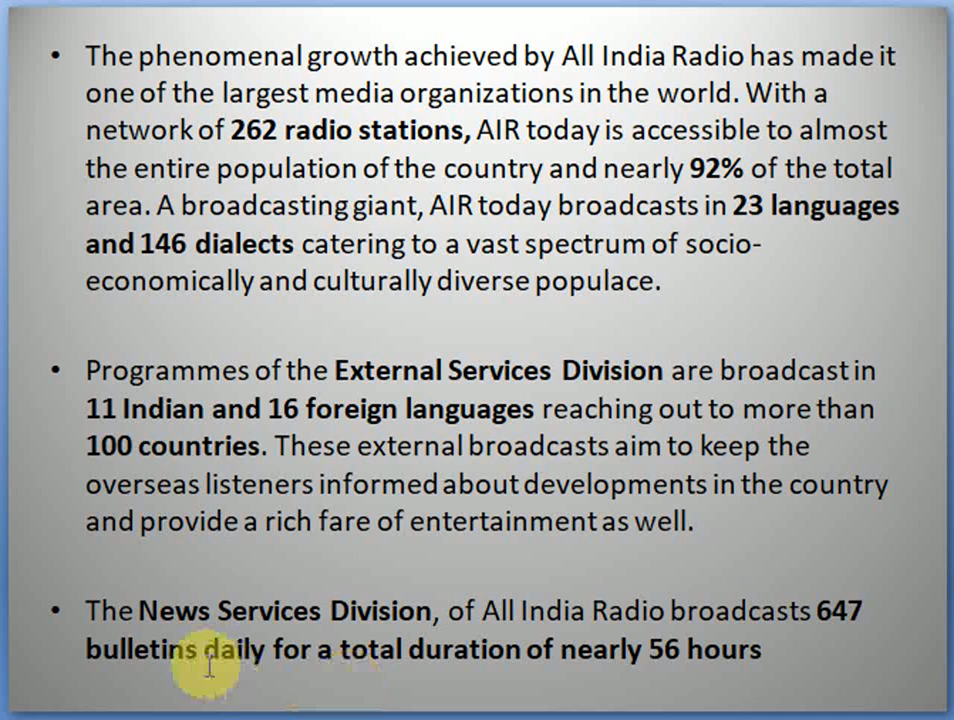 • The phenomenal growth achieved by All India Radio has made it
one of the largest media organizations in the world. With a
network of 262 radio stations, AIR today is accessible to almost
the entire population of the country and nearly 92% of the total
area. A broadcasting giant, AIR today broadcasts in 23 languages
and 146 dialects catering to a vast spectrum of socio-
economically and culturally diverse populace.
• Programmes of the External Services Division are broadcast in
11 Indian and 16 foreign languages reaching out to more than
100 countries. These external broadcasts aim to keep the
overseas listeners informed about developments in the country
and provide a rich fare of entertainment as well.
• The News Services Division, of All India Radio broadcasts 647
bulletins daily for a total duration of nearly 56 hours